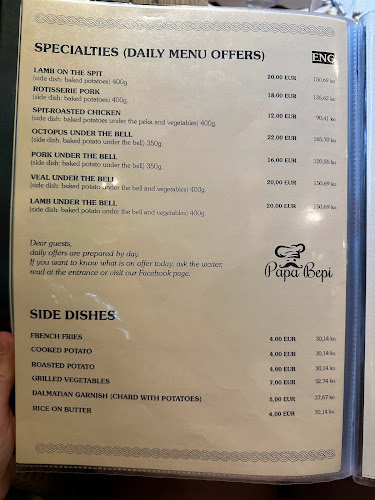 SPECIALTIES (DAILY MENU OFFERS) ENG
LAMB ON THE SPIT 20,00 EUR 150,69 kn
(side dish: baked potatoes) 400g.
ROTISSERIE PORK 18,00 EUR 135,62 kn
(side dish: baked potatoes) 400g.
SPIT-ROASTED CHICKEN 12,00 EUR 90,41 kn
(side dish: baked potatoes under the peka and vegetables) 400g.
OCTOPUS UNDER THE BELL 22,00 EUR 165,70 kn
(side dish: baked potato under the bell) 350g.
PORK UNDER THE BELL 16,00 EUR 120,55 kn
(side dish: baked potato under the bell) 350g.
VEAL UNDER THE BELL 20,00 EUR 150,69 kn
(side dish: baked potato under the bell and vegetables) 400g.
LAMB UNDER THE BELL 20,00 EUR 150,69 kn
(side dish: baked potato under the bell and vegetables) 400g.
Dear guests,
daily offers are prepared by day.
If you want to know what is on offer today, ask the waiter,
read at the entrance or visit our Facebook page.
Papa Bepi
SIDE DISHES
FRENCH FRIES 4,00 EUR 30,14 kn
COOKED POTATO 4,00 EUR 30,14 kn
ROASTED POTATO 4,00 EUR 30,14 kn
GRILLED VEGETABLES 7,00 EUR 52,74 kn
DALMATIAN GARNISH (CHARD WITH POTATOES) 5,00 EUR 37,67 kn
RICE ON BUTTER 4,00 EUR 30,14 kn